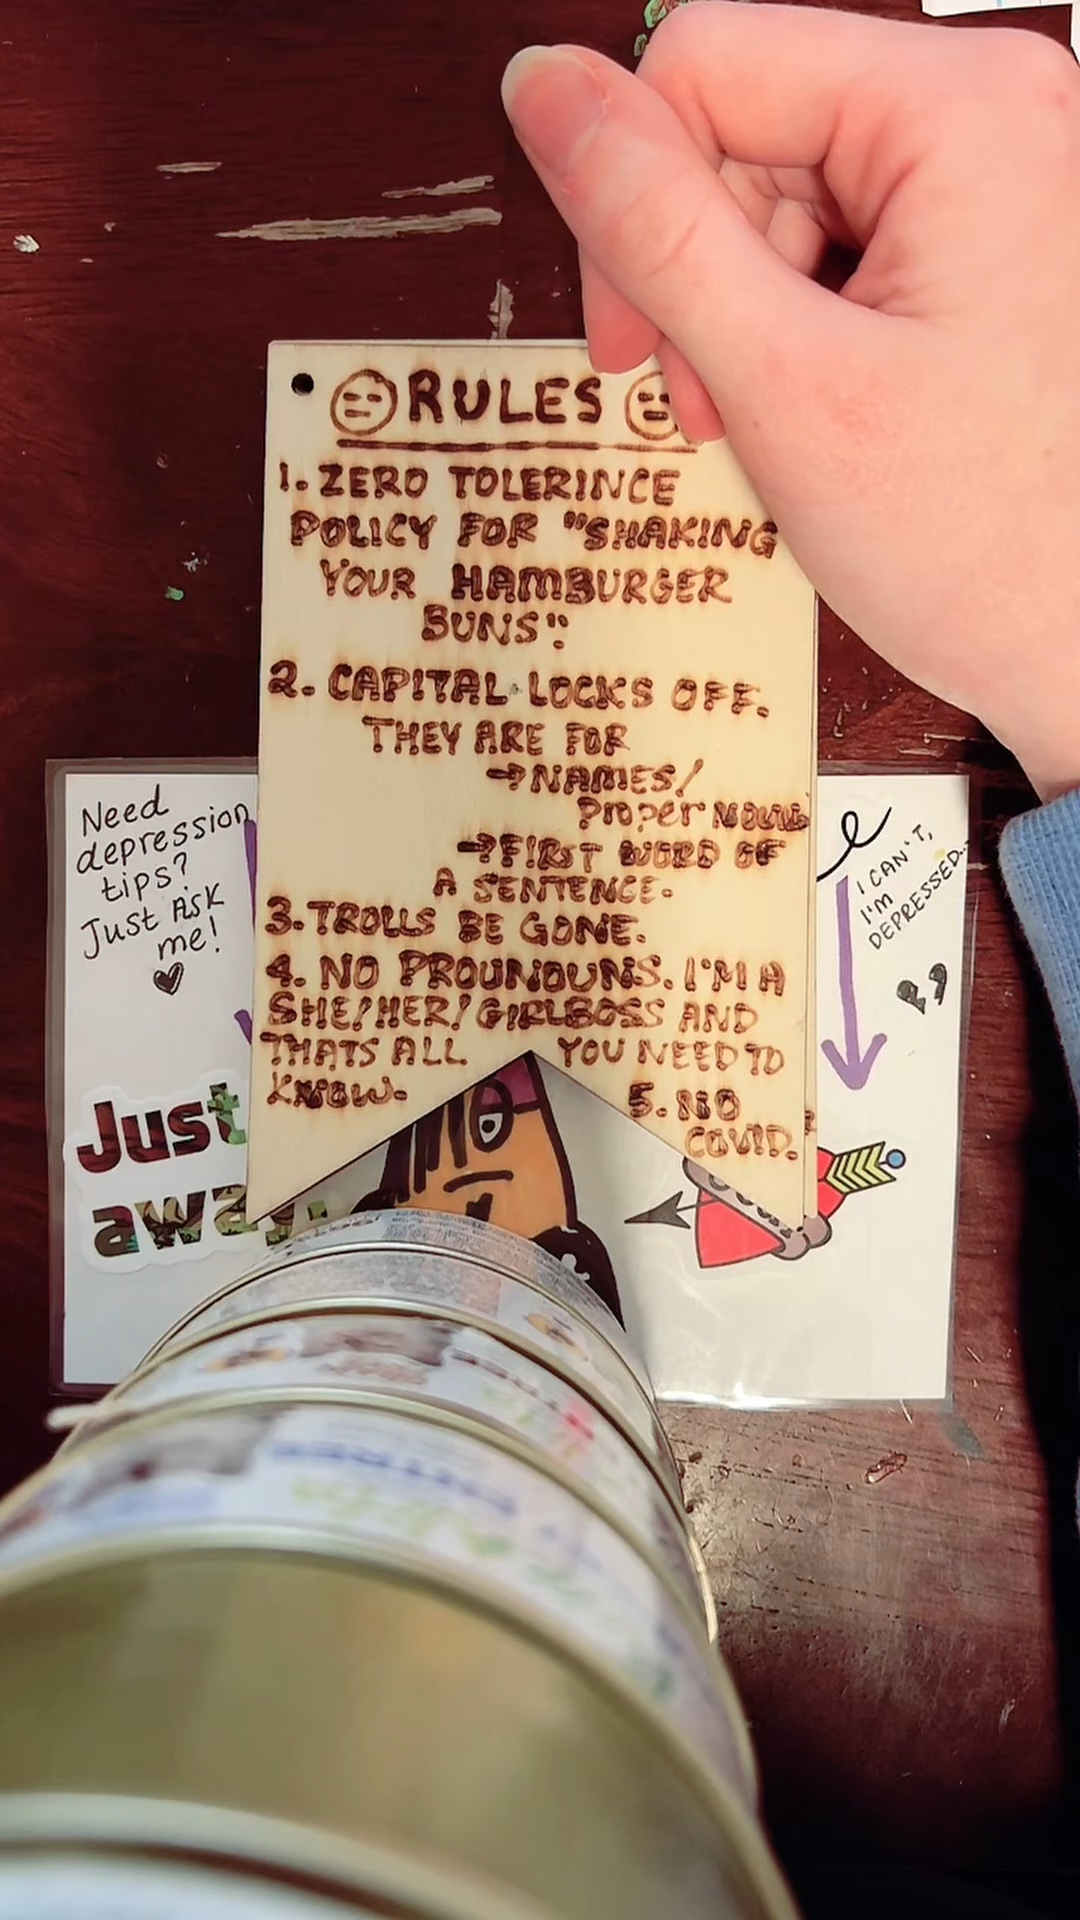 RULES
1. ZERO TOLERINCE
POLICY FOR "SHAKING
YOUR HAMBURGER
BUNS".
2. CAPITAL LOCKS OFF.
THEY ARE FOR
→NAMES/
Proper NOUNS
→FIRST WORD OF
A SENTENCE.
3. TROLLS BE GONE.
4. NO PROUNOUNS. I'M A
SHE/HER/GIRLBOSS AND
THATS ALL YOU NEED TO
KNOW.
5. NO
COVID.
Need
depression
tips?
Just ASK
me!
Just
away.
I CAN'T,
I'M
DEPRESSED...